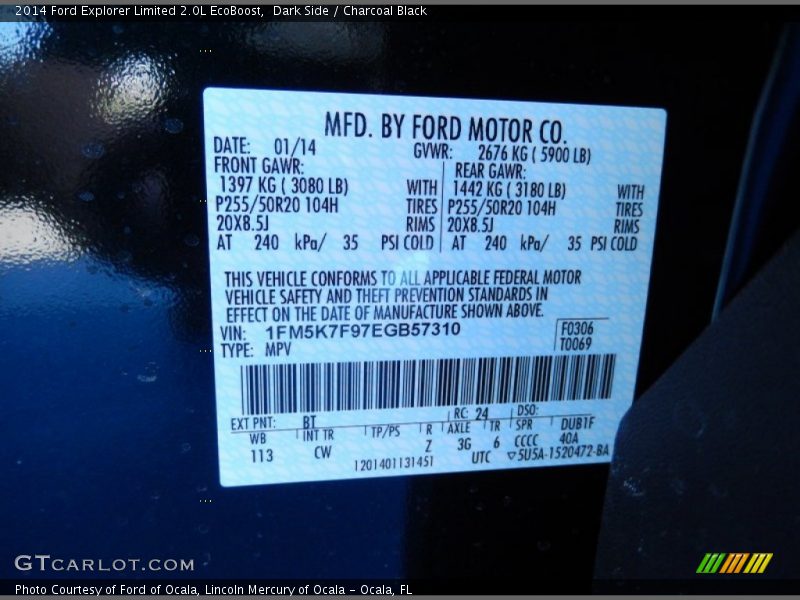 2014 Ford Explorer Limited 2.0L EcoBoost, Dark Side / Charcoal Black
MFD. BY FORD MOTOR CO.
DATE: 01/14 GVWR: 2676 KG ( 5900 LB)
FRONT GAWR: REAR GAWR:
1397 KG ( 3080 LB) WITH 1442 KG ( 3180 LB) WITH
P255/50R20 104H TIRES P255/50R20 104H TIRES
20X8.5J RIMS 20X8.5J RIMS
AT 240 kPa/ 35 PSI COLD AT 240 kPa/ 35 PSI COLD
THIS VEHICLE CONFORMS TO ALL APPLICABLE FEDERAL MOTOR
VEHICLE SAFETY AND THEFT PREVENTION STANDARDS IN
EFFECT ON THE DATE OF MANUFACTURE SHOWN ABOVE.
VIN: 1FM5K7F97EGB57310 F0306
TYPE: MPV T0069
EXT PNT: BT RC: 24 DSO:
WB INT TR TP/PS R AXLE TR SPR DUB1F
113 CW Z 3G 6 CCCC 40A
1201401131451 UTC ▽5U5A-1520472-BA
GTCARLOT.COM
Photo Courtesy of Ford of Ocala, Lincoln Mercury of Ocala - Ocala, FL